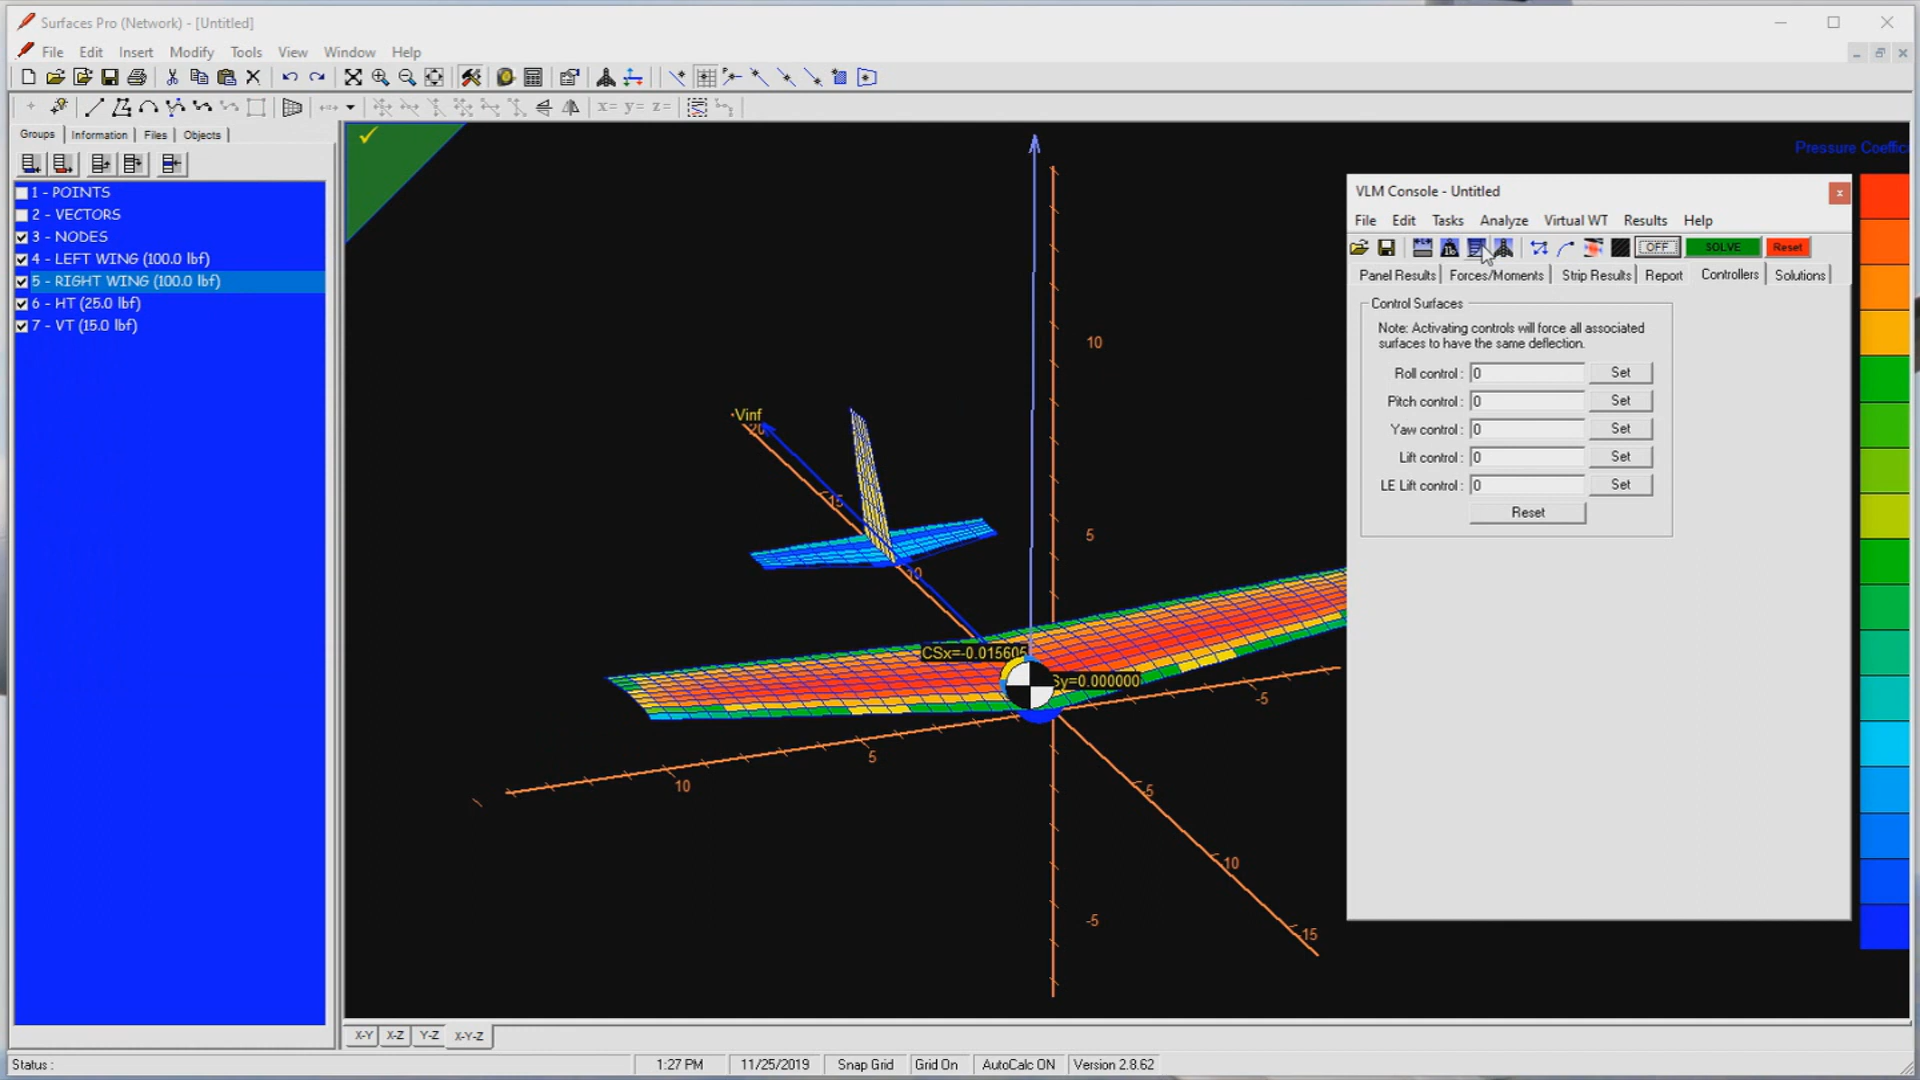 Surfaces Pro (Network) - [Untitled]
File Edit Insert Modify Tools View Window Help
x= y= z=
Groups Information Files Objects
1 - POINTS
2 - VECTORS
3 - NODES
4 - LEFT WING (100.0 lbf)
5 - RIGHT WING (100.0 lbf)
6 - HT (25.0 lbf)
7 - VT (15.0 lbf)
Pressure Coeffic
10
Vinf
20
15
5
10
CSx=-0.015605
Sy=0.000000
-5
5
10
-5
-10
-5
-15
VLM Console - Untitled
File Edit Tasks Analyze Virtual WT Results Help
OFF SOLVE Reset
Panel Results Forces/Moments Strip Results Report Controllers Solutions
Control Surfaces
Note: Activating controls will force all associated
surfaces to have the same deflection.
Roll control : 0 Set
Pitch control : 0 Set
Yaw control : 0 Set
Lift control : 0 Set
LE Lift control : 0 Set
Reset
X-Y X-Z Y-Z X-Y-Z
Status : 1:27 PM 11/25/2019 Snap Grid Grid On AutoCalc ON Version 2.8.62